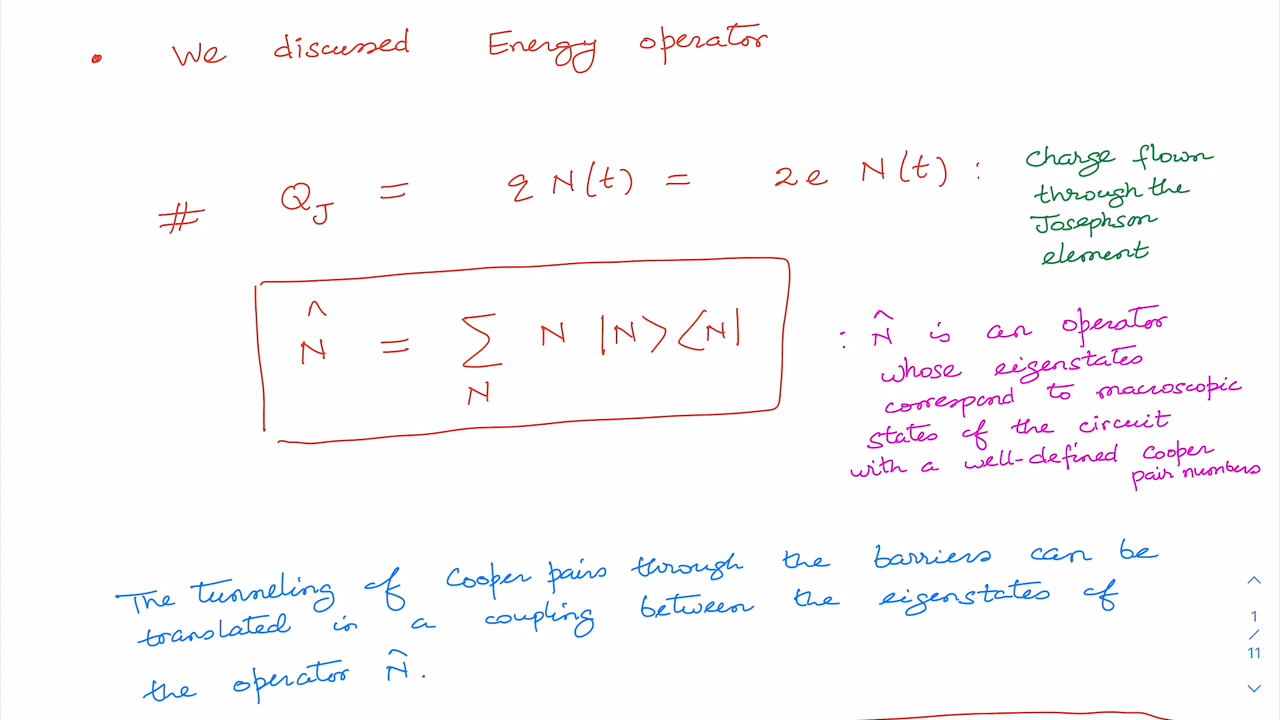 • We discussed Energy operator
# Q_J = q N(t) = 2e N(t) :
charge flown
through the
Josephson
element
N̂ = ∑_N N |N> <N|
: N̂ is an operator
whose eigenstates
correspond to macroscopic
states of the circuit
with a well-defined Cooper
pair numbers
The tunneling of Cooper pairs through the barriers can be
translated in a coupling between the eigenstates of
the operator N̂.
1
/
11